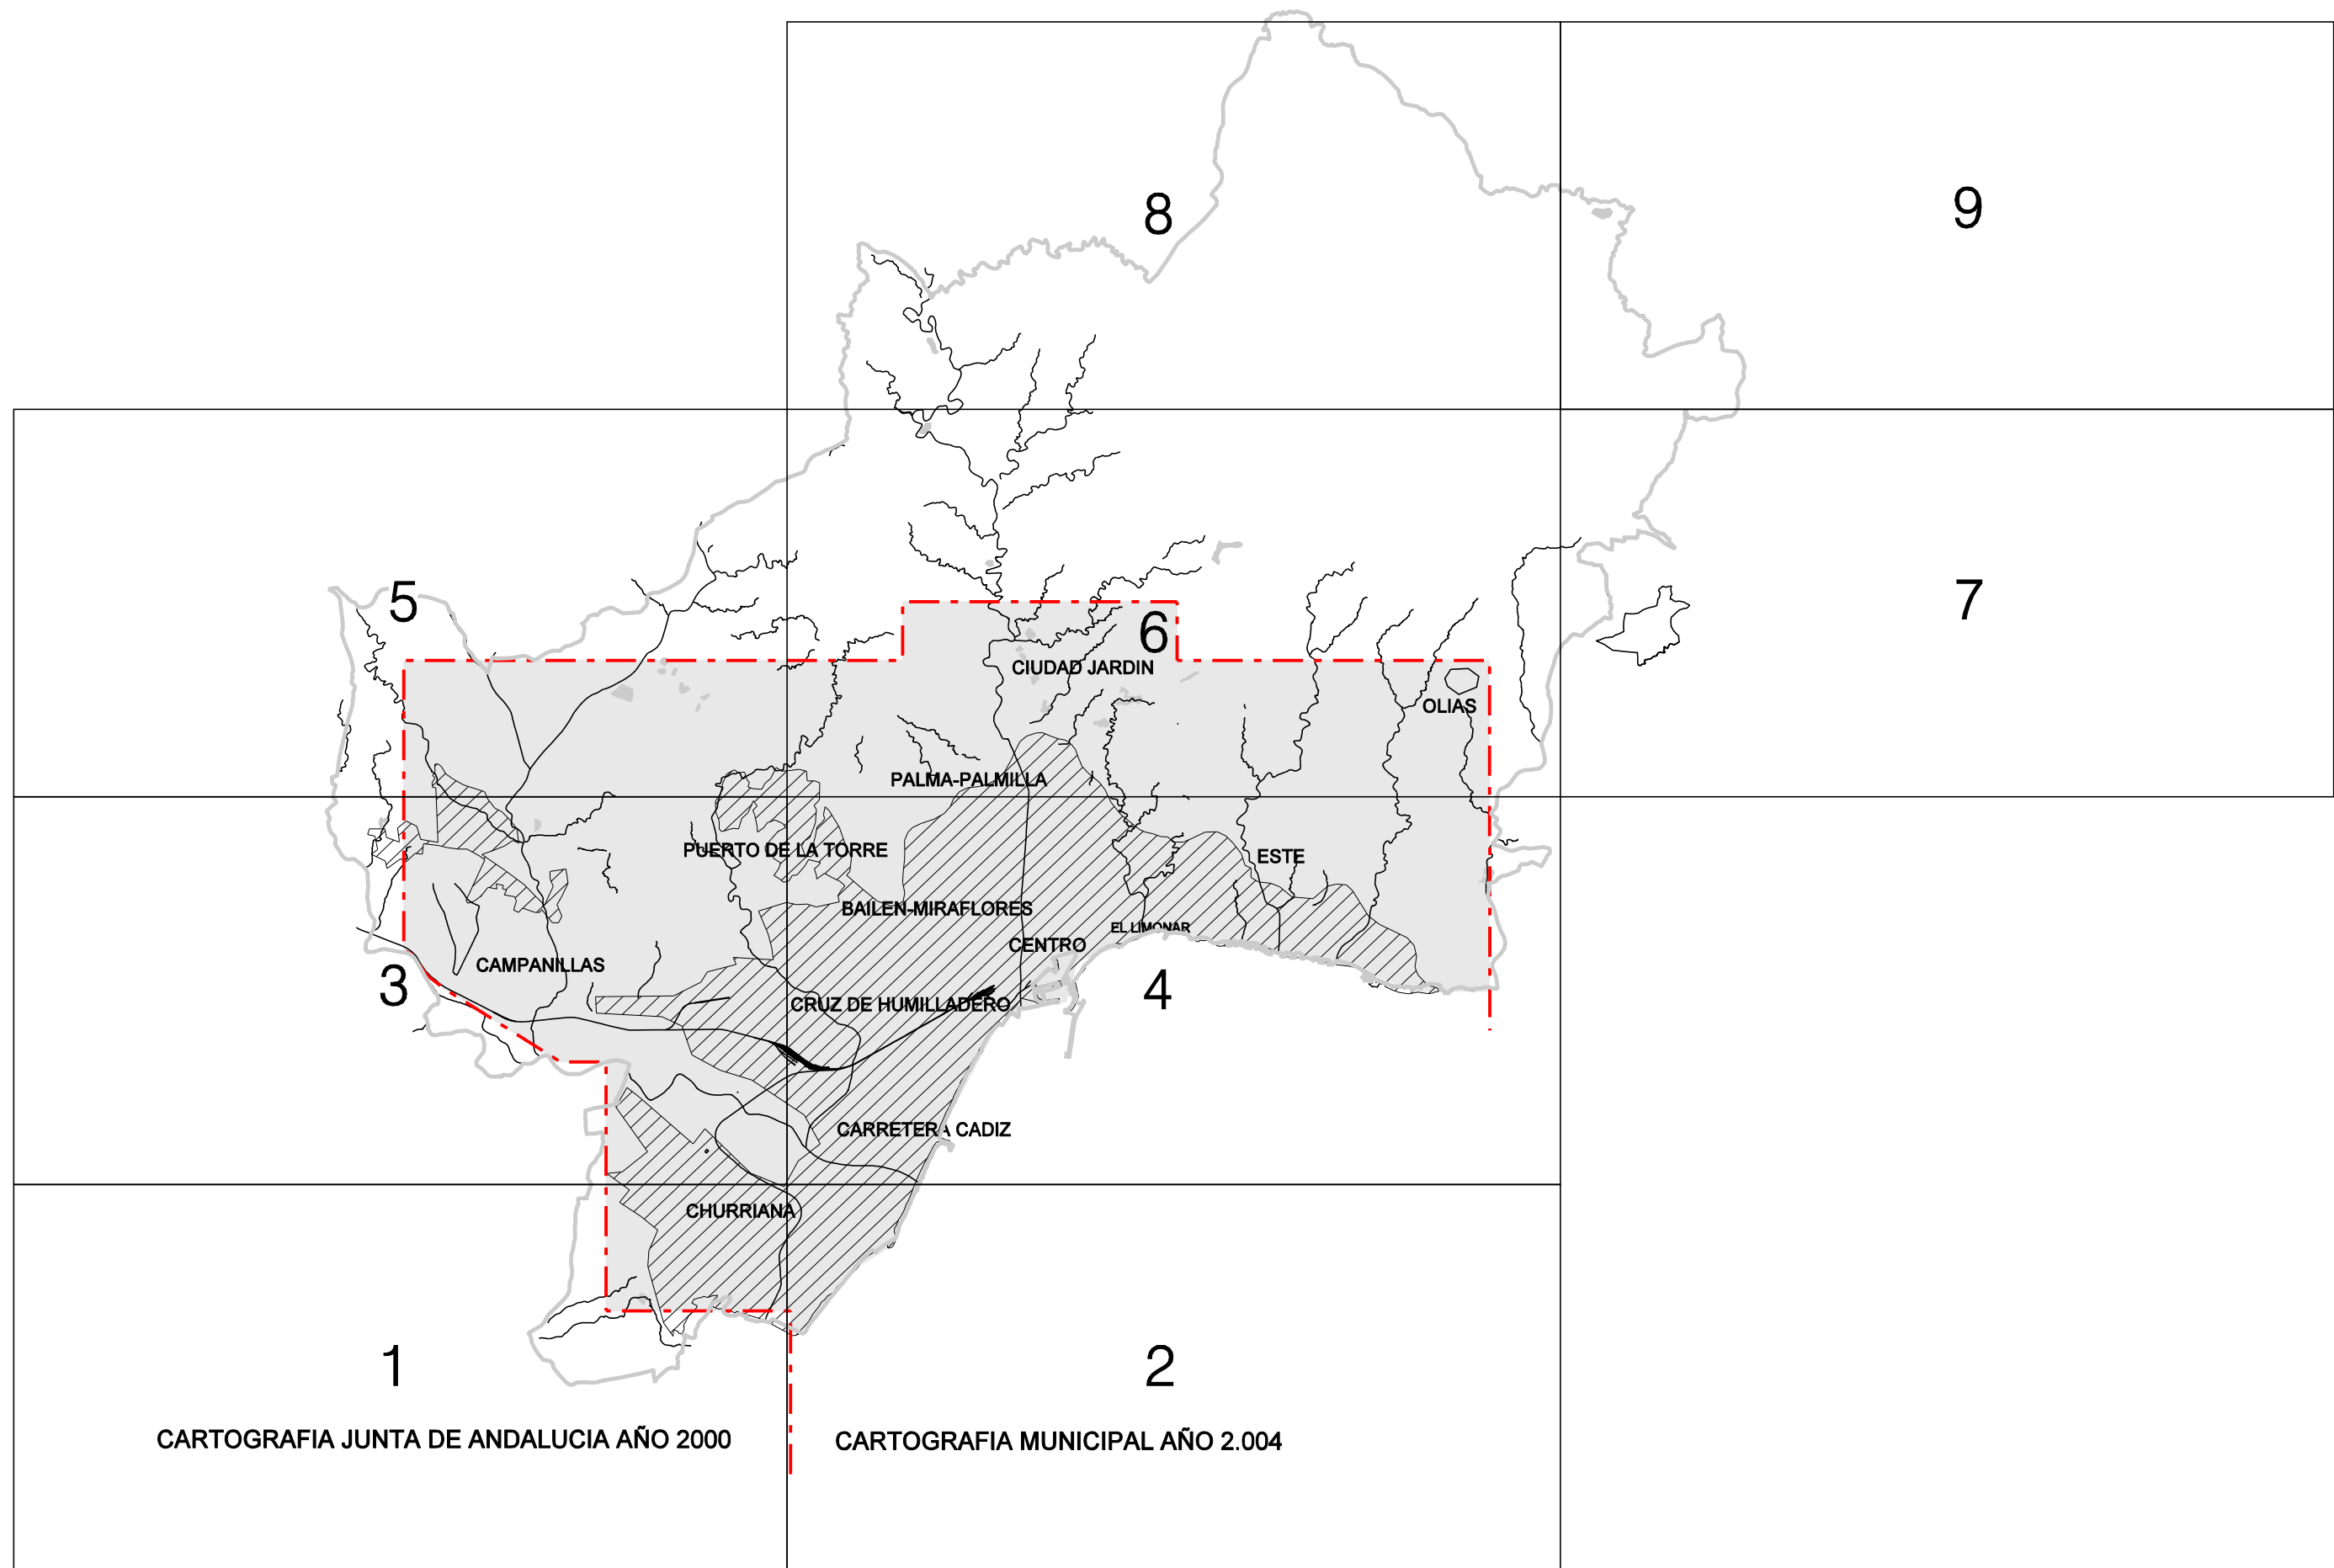 8
9
5
6
7
CIUDAD JARDIN
OLIAS
PALMA-PALMILLA
PUERTO DE LA TORRE
ESTE
BAILEN-MIRAFLORES
EL LIMONAR
CENTRO
CAMPANILLAS
3
4
CRUZ DE HUMILLADERO
CARRETERA CADIZ
CHURRIANA
1
2
CARTOGRAFIA JUNTA DE ANDALUCIA AÑO 2000
CARTOGRAFIA MUNICIPAL AÑO 2.004